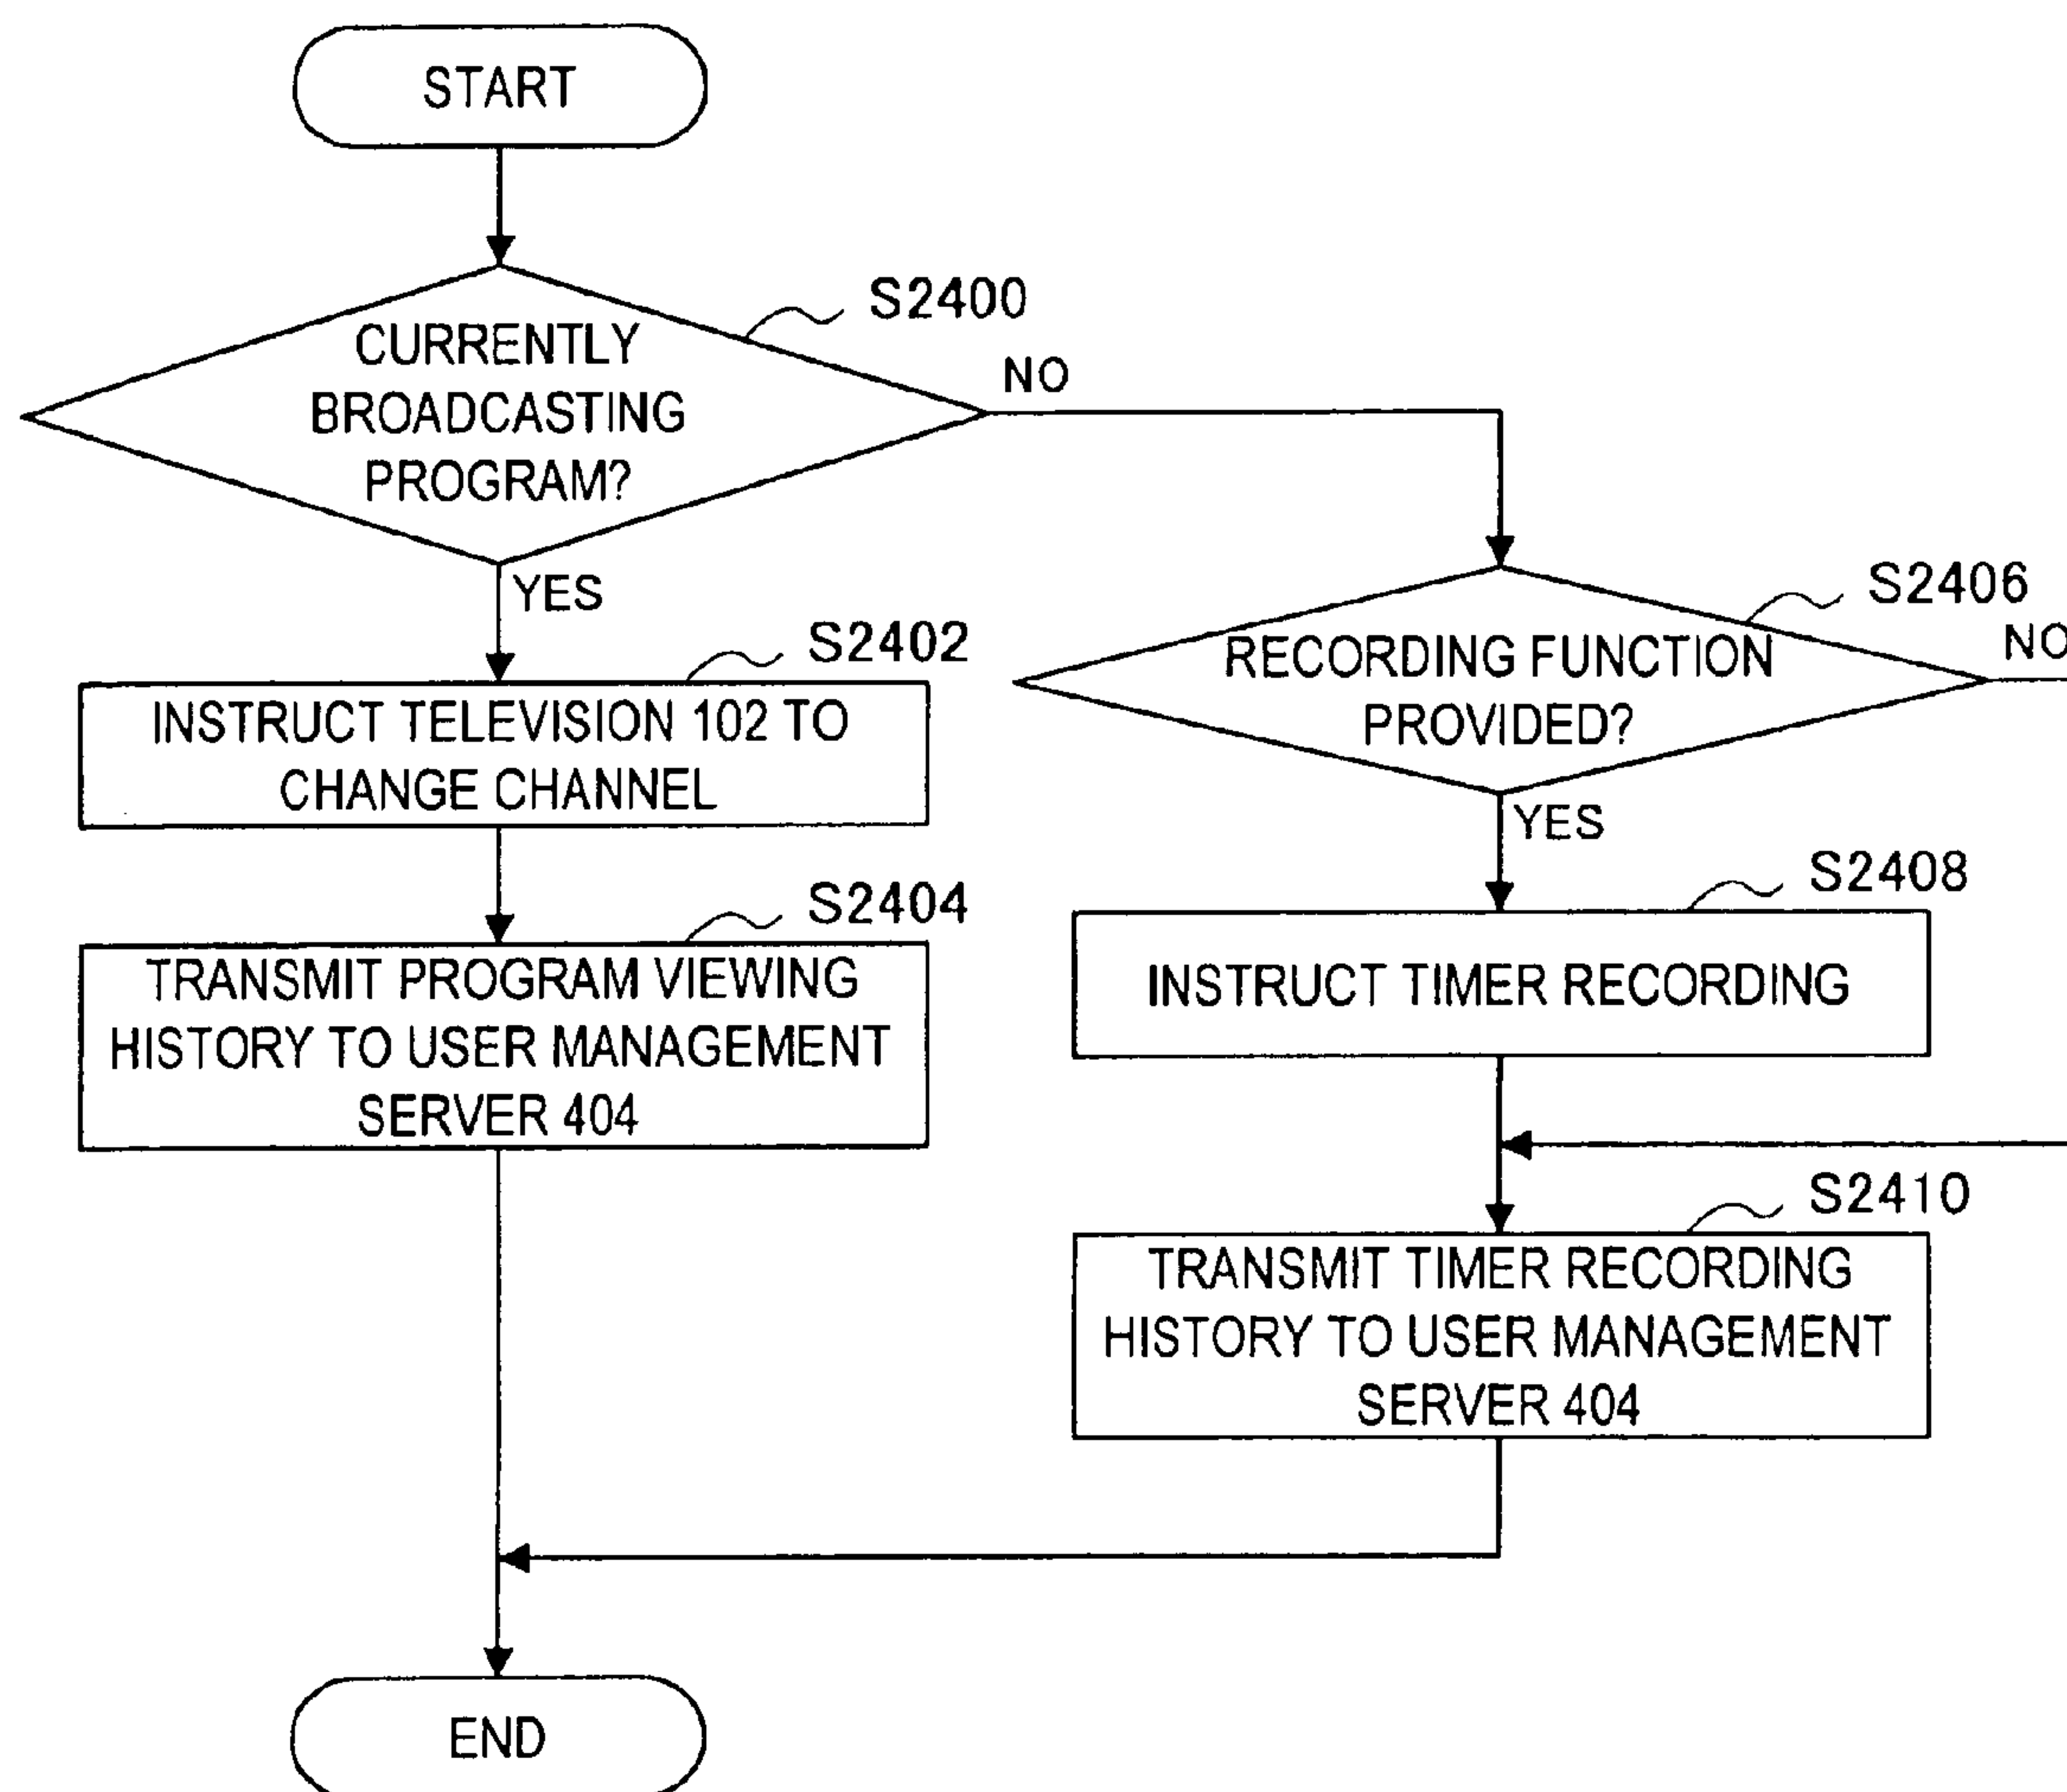 START
S2400
CURRENTLY
BROADCASTING
PROGRAM?
NO
YES
S2402
INSTRUCT TELEVISION 102 TO
CHANGE CHANNEL
S2404
TRANSMIT PROGRAM VIEWING
HISTORY TO USER MANAGEMENT
SERVER 404
S2406
RECORDING FUNCTION
PROVIDED?
NO
YES
S2408
INSTRUCT TIMER RECORDING
S2410
TRANSMIT TIMER RECORDING
HISTORY TO USER MANAGEMENT
SERVER 404
END